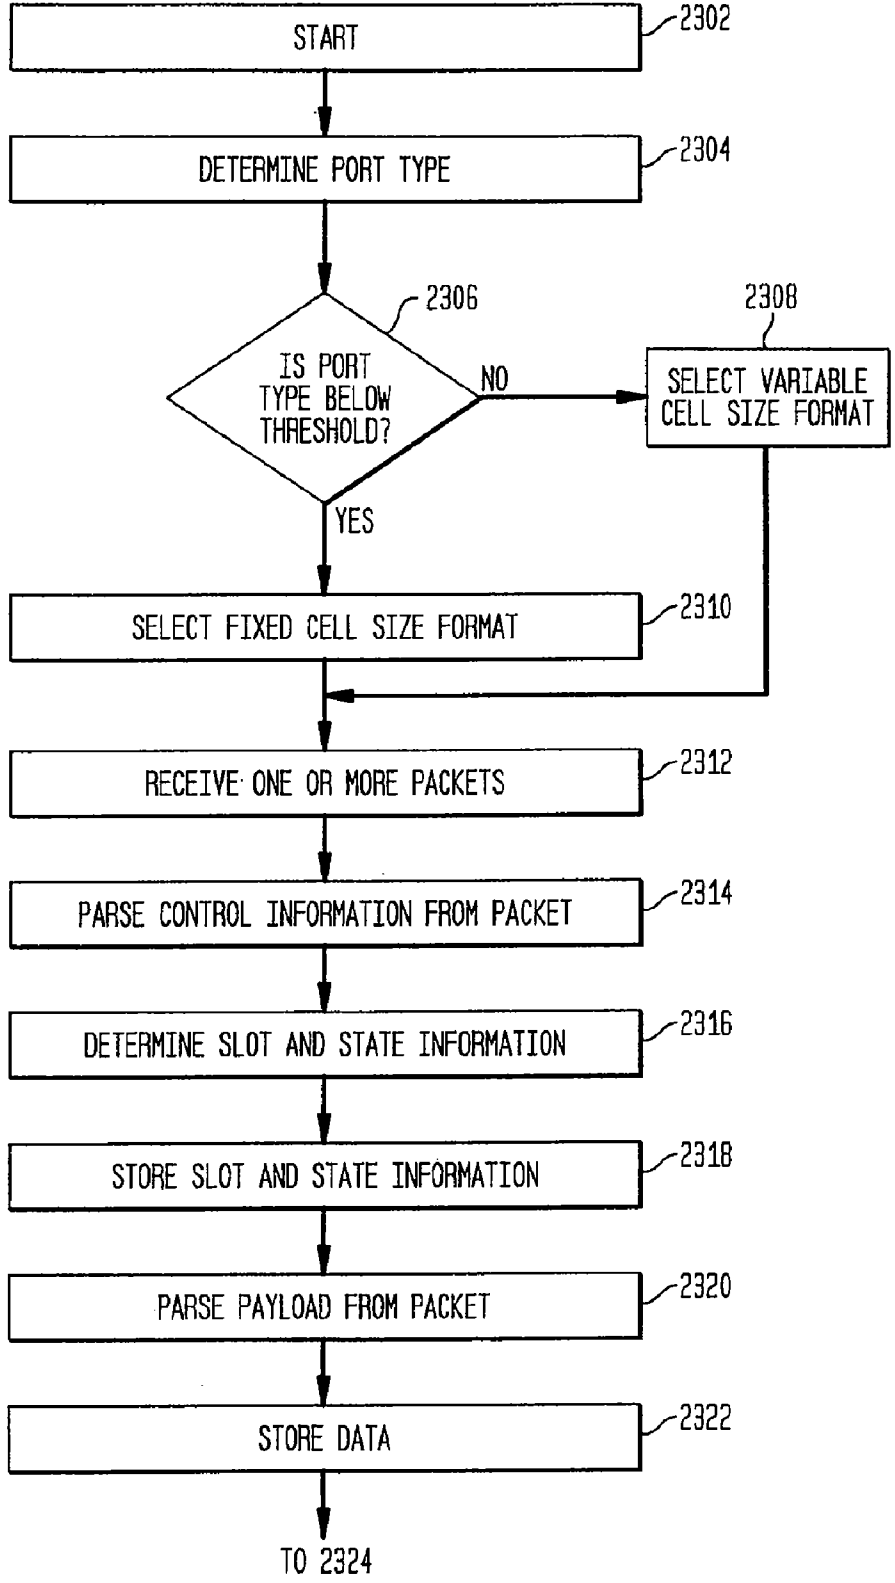 2302
START
2304
DETERMINE PORT TYPE
2306
IS PORT
TYPE BELOW
THRESHOLD?
NO
2308
SELECT VARIABLE
CELL SIZE FORMAT
YES
2310
SELECT FIXED CELL SIZE FORMAT
2312
RECEIVE ONE OR MORE PACKETS
2314
PARSE CONTROL INFORMATION FROM PACKET
2316
DETERMINE SLOT AND STATE INFORMATION
2318
STORE SLOT AND STATE INFORMATION
2320
PARSE PAYLOAD FROM PACKET
2322
STORE DATA
TO 2324